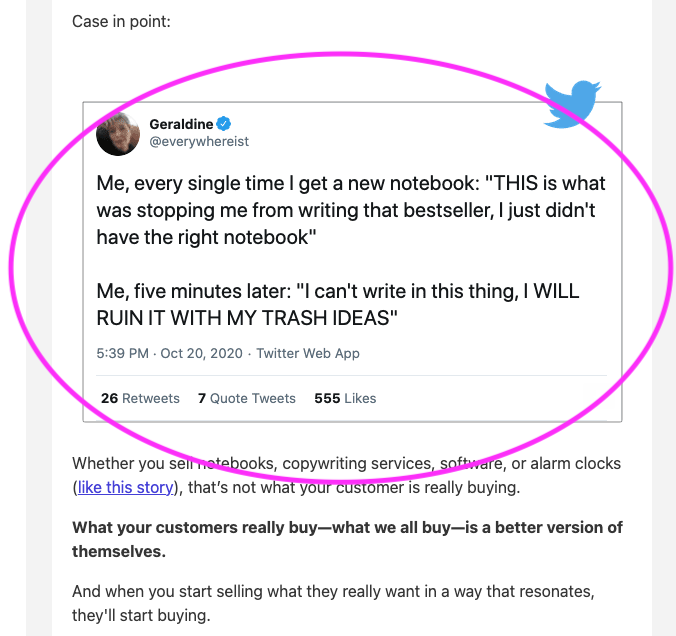 Case in point:
Geraldine
@everywhereist
Me, every single time I get a new notebook: "THIS is what
was stopping me from writing that bestseller, I just didn't
have the right notebook"
Me, five minutes later: "I can't write in this thing, I WILL
RUIN IT WITH MY TRASH IDEAS"
5:39 PM · Oct 20, 2020 · Twitter Web App
26 Retweets 7 Quote Tweets 555 Likes
Whether you sell notebooks, copywriting services, software, or alarm clocks
(like this story), that’s not what your customer is really buying.
What your customers really buy—what we all buy—is a better version of
themselves.
And when you start selling what they really want in a way that resonates,
they'll start buying.